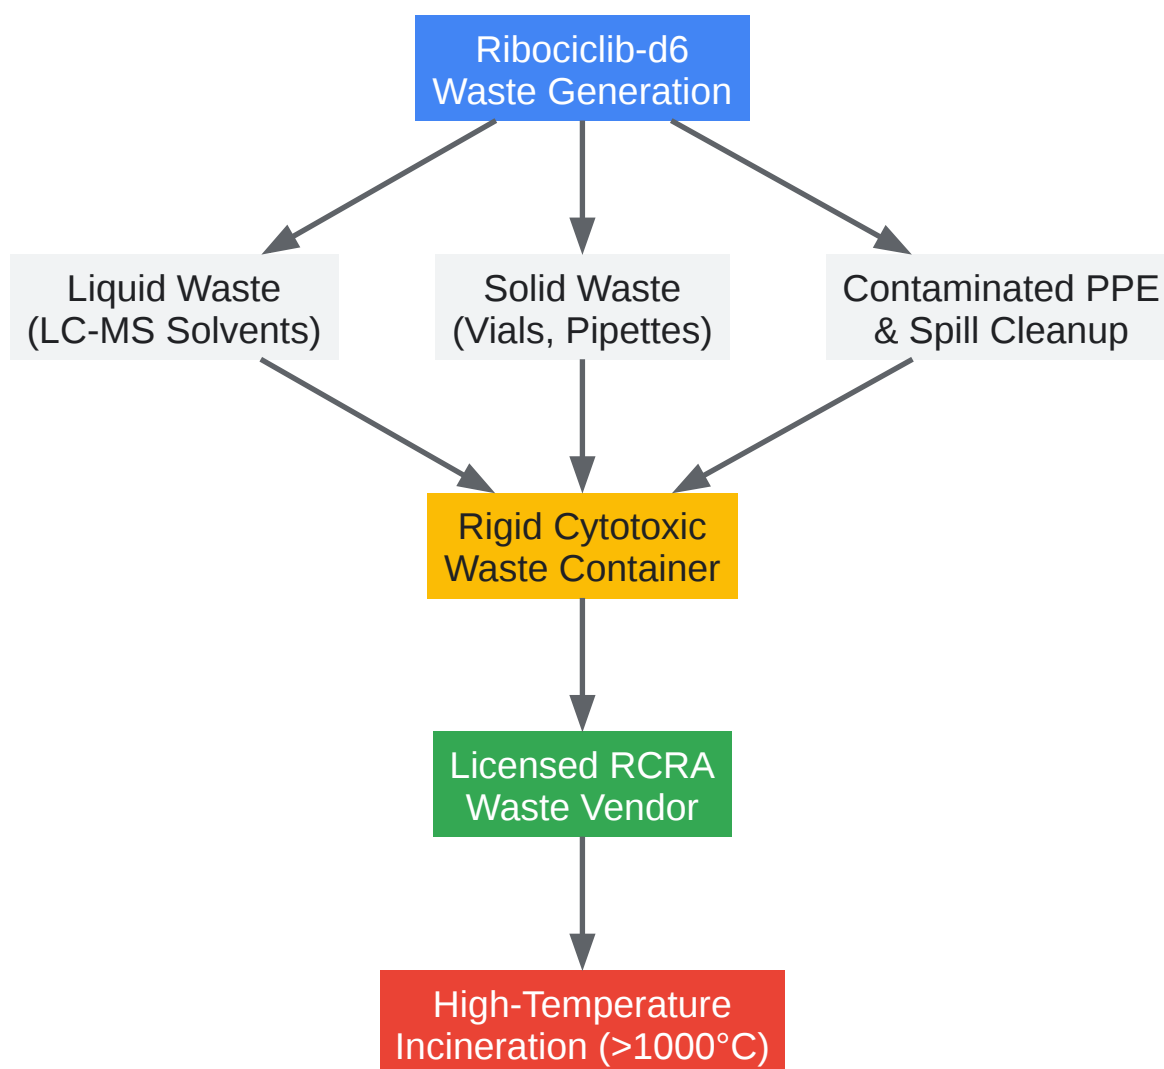 Ribociclib-d6
Waste Generation
Liquid Waste
(LC-MS Solvents)
Solid Waste
(Vials, Pipettes)
Contaminated PPE
& Spill Cleanup
Rigid Cytotoxic
Waste Container
Licensed RCRA
Waste Vendor
High-Temperature
Incineration (>1000°C)